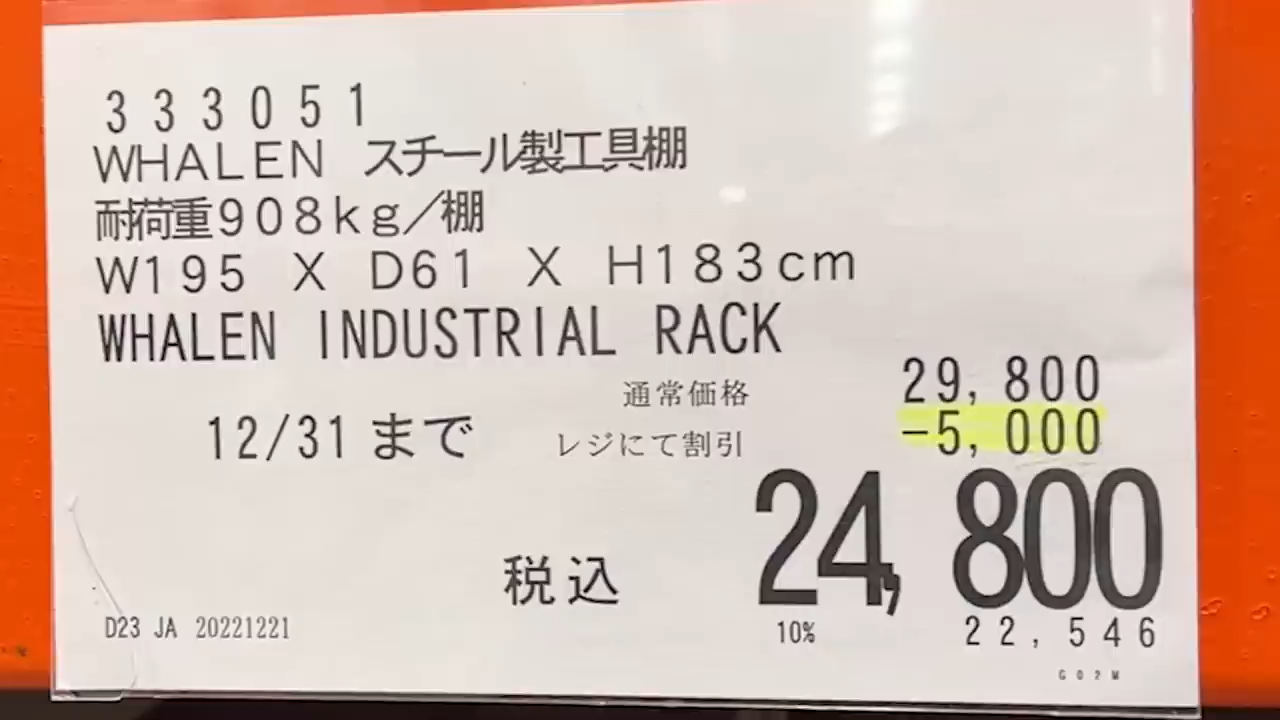 333051
WHALEN スチール製工具棚
耐荷重908kg／棚
W195 X D61 X H183cm
WHALEN INDUSTRIAL RACK
通常価格 29,800
12/31まで レジにて割引 -5,000
税込 24,800
D23 JA 20221221 10% 22,546
G02M